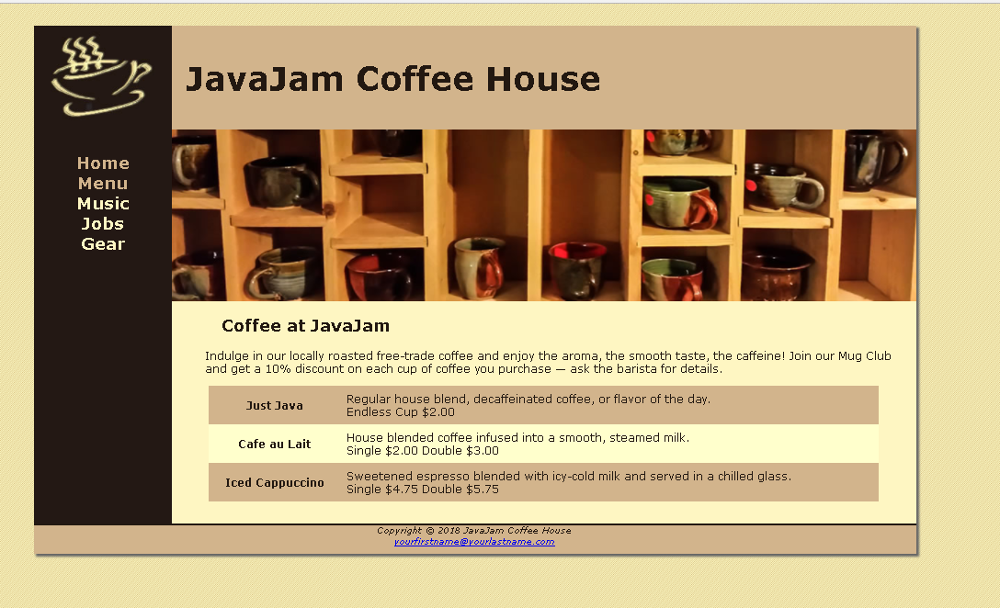 JavaJam Coffee House
Home
Menu
Music
Jobs
Gear
Coffee at JavaJam
Indulge in our locally roasted free-trade coffee and enjoy the aroma, the smooth taste, the caffeine! Join our Mug Club
and get a 10% discount on each cup of coffee you purchase — ask the barista for details.
Just Java
Regular house blend, decaffeinated coffee, or flavor of the day.
Endless Cup $2.00
Cafe au Lait
House blended coffee infused into a smooth, steamed milk.
Single $2.00 Double $3.00
Iced Cappuccino
Sweetened espresso blended with icy-cold milk and served in a chilled glass.
Single $4.75 Double $5.75
Copyright © 2018 JavaJam Coffee House
yourfirstname@yourlastname.com